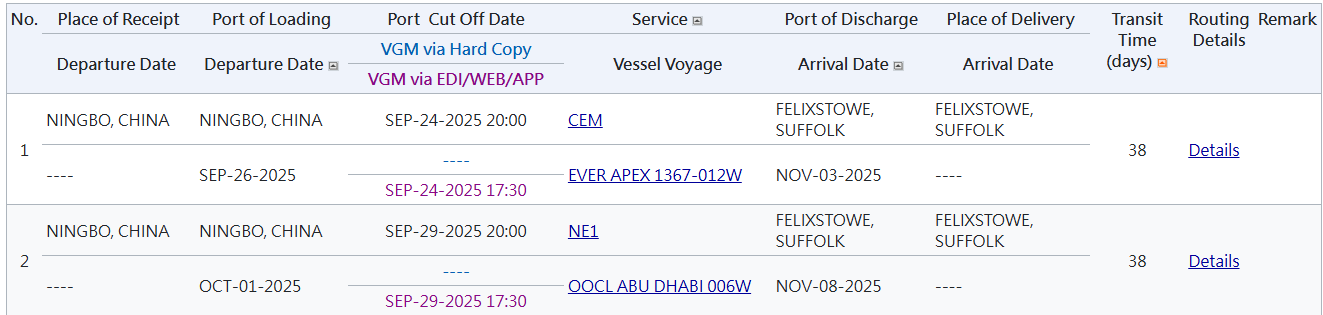 No. Place of Receipt Port of Loading Port Cut Off Date Service Port of Discharge Place of Delivery Transit Time (days) Routing Details Remark
Departure Date Departure Date VGM via Hard Copy Vessel Voyage Arrival Date Arrival Date
VGM via EDI/WEB/APP
1 NINGBO, CHINA NINGBO, CHINA SEP-24-2025 20:00 CEM FELIXSTOWE, SUFFOLK FELIXSTOWE, SUFFOLK 38 Details
---- SEP-26-2025 ---- EVER APEX 1367-012W NOV-03-2025 ----
SEP-24-2025 17:30
2 NINGBO, CHINA NINGBO, CHINA SEP-29-2025 20:00 NE1 FELIXSTOWE, SUFFOLK FELIXSTOWE, SUFFOLK 38 Details
---- OCT-01-2025 ---- OOCL ABU DHABI 006W NOV-08-2025 ----
SEP-29-2025 17:30